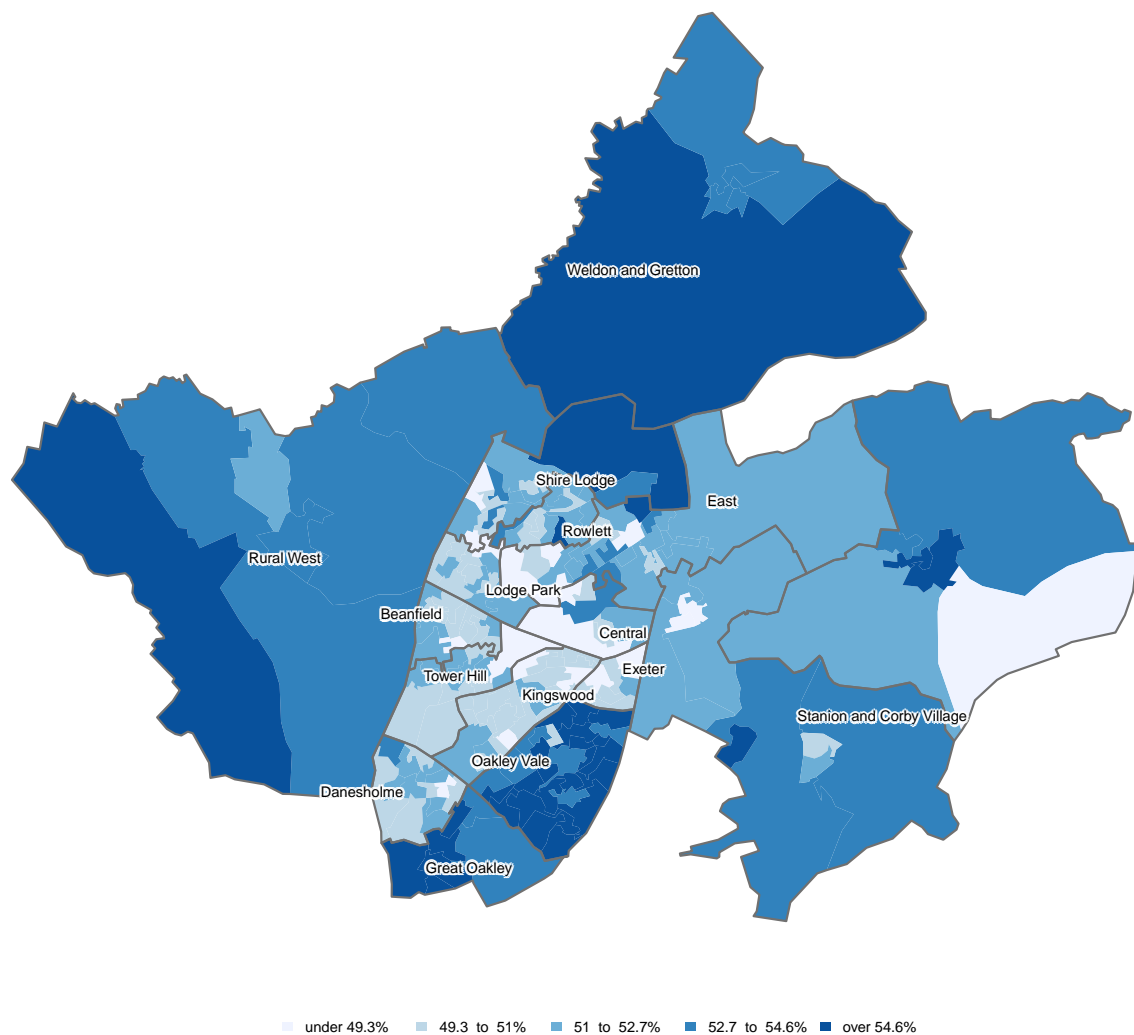 Weldon and Gretton
Shire Lodge
East
Rowlett
Rural West
Lodge Park
Beanfield
Central
Tower Hill
Exeter
Kingswood
Stanion and Corby Village
Oakley Vale
Danesholme
Great Oakley
under 49.3% 49.3 to 51% 51 to 52.7% 52.7 to 54.6% over 54.6%